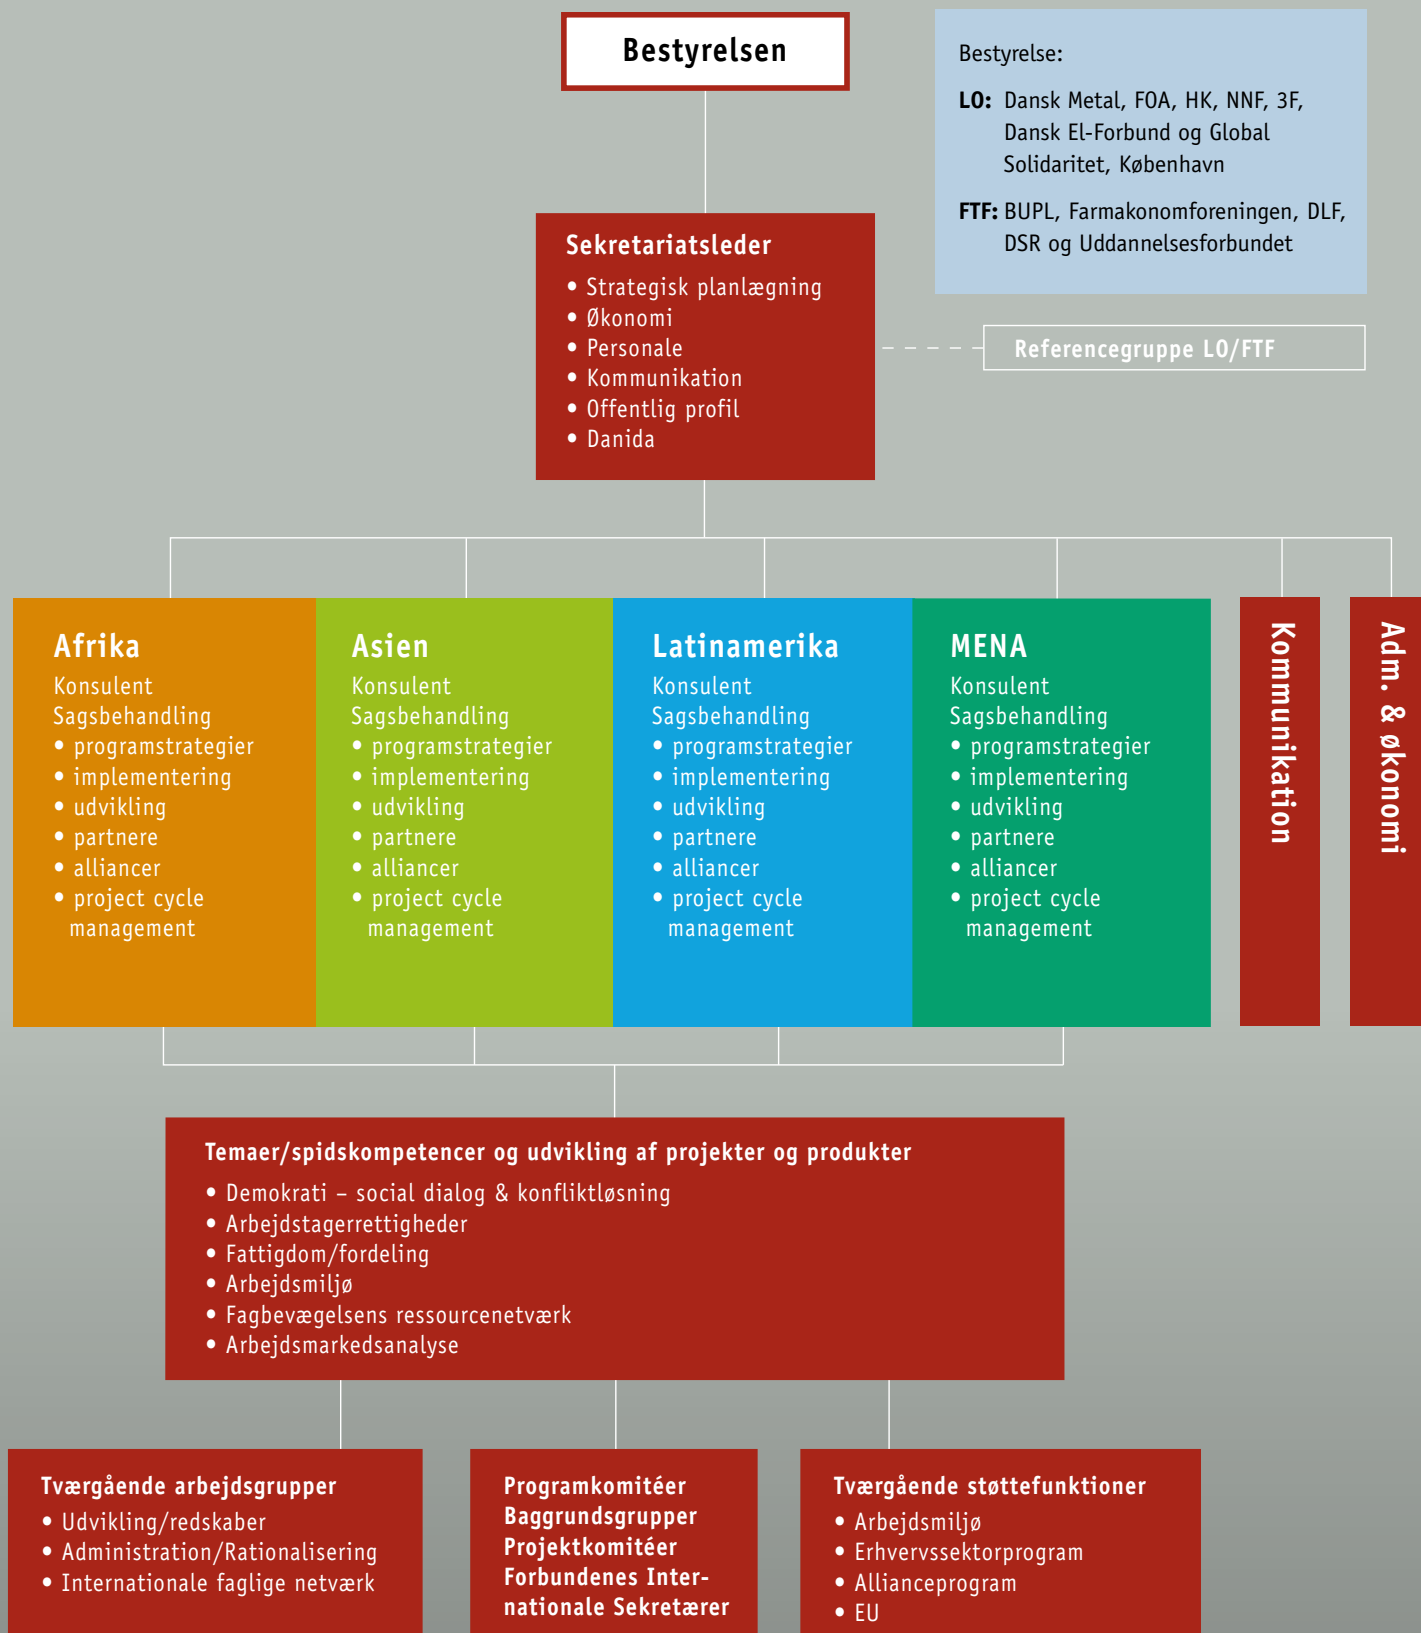 Bestyrelsen
Bestyrelse:
LO: Dansk Metal, FOA, HK, NNF, 3F,
Dansk El-Forbund og Global
Solidaritet, København
FTF: BUPL, Farmakonomforeningen, DLF,
DSR og Uddannelsesforbundet
Sekretariatsleder
• Strategisk planlægning
• Økonomi
• Personale
• Kommunikation
• Offentlig profil
• Danida
Referencegruppe LO/FTF
Afrika
Konsulent
Sagsbehandling
• programstrategier
• implementering
• udvikling
• partnere
• alliancer
• project cycle
management
Asien
Konsulent
Sagsbehandling
• programstrategier
• implementering
• udvikling
• partnere
• alliancer
• project cycle
management
Latinamerika
Konsulent
Sagsbehandling
• programstrategier
• implementering
• udvikling
• partnere
• alliancer
• project cycle
management
MENA
Konsulent
Sagsbehandling
• programstrategier
• implementering
• udvikling
• partnere
• alliancer
• project cycle
management
Kommunikation
Adm. & økonomi
Temaer/spidskompetencer og udvikling af projekter og produkter
• Demokrati – social dialog & konfliktløsning
• Arbejdstagerrettigheder
• Fattigdom/fordeling
• Arbejdsmiljø
• Fagbevægelsens ressourcenetværk
• Arbejdsmarkedsanalyse
Tværgående arbejdsgrupper
• Udvikling/redskaber
• Administration/Rationalisering
• Internationale faglige netværk
Programkomitéer
Baggrundsgrupper
Projektkomitéer
Forbundenes Inter-
nationale Sekretærer
Tværgående støttefunktioner
• Arbejdsmiljø
• Erhvervssektorprogram
• Allianceprogram
• EU